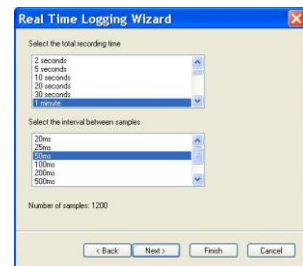 Real Time Logging Wizard
Select the total recording time
2 seconds
5 seconds
10 seconds
20 seconds
30 seconds
1 minute
Select the interval between samples
20ms
25ms
50ms
100ms
200ms
500ms
Number of samples: 1200
< Back
Next >
Finish
Cancel